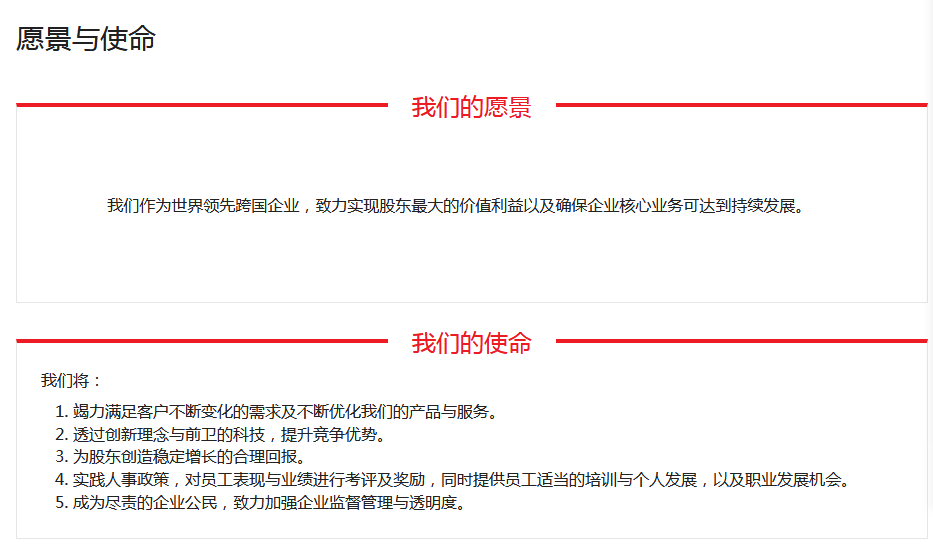 愿景与使命
我们的愿景
我们作为世界领先跨国企业，致力实现股东最大的价值利益以及确保企业核心业务可达到持续发展。
我们的使命
我们将：
1. 竭力满足客户不断变化的需求及不断优化我们的产品与服务。
2. 透过创新理念与前卫的科技，提升竞争优势。
3. 为股东创造稳定增长的合理回报。
4. 实践人事政策，对员工表现与业绩进行考评及奖励，同时提供员工适当的培训与个人发展，以及职业发展机会。
5. 成为尽责的企业公民，致力加强企业监督管理与透明度。